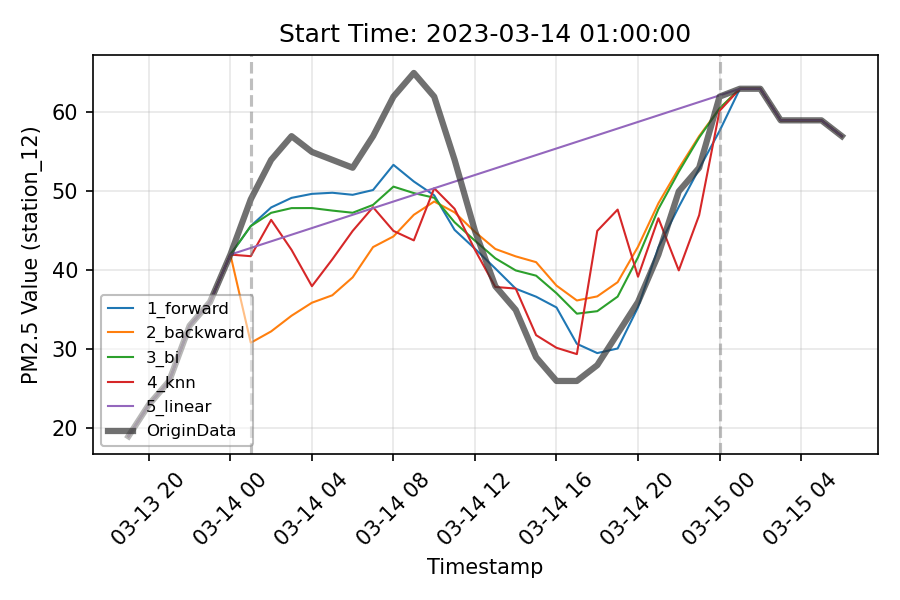 Start Time: 2023-03-14 01:00:00
PM2.5 Value (station_12)
60
50
40
30
20
1_forward
2_backward
3_bi
4_knn
5_linear
OriginData
03-13 20
03-14 00
03-14 04
03-14 08
03-14 12
03-14 16
03-14 20
03-15 00
03-15 04
Timestamp